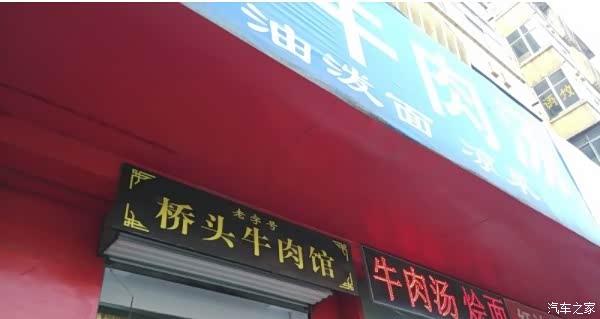 牛肉
油泼面 凉
老字号
桥头牛肉馆
牛肉汤 烩面
汽车之家